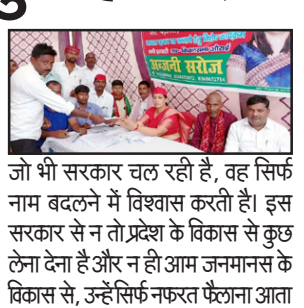 अन्जनी सरोज
जो भी सरकार चल रही है, वह सिर्फ
नाम बदलने में विश्वास करती है। इस
सरकार से न तो प्रदेश के विकास से कुछ
लेना देना है और न ही आम जनमानस के
विकास से, उन्हें सिर्फ नफरत फैलाना आता